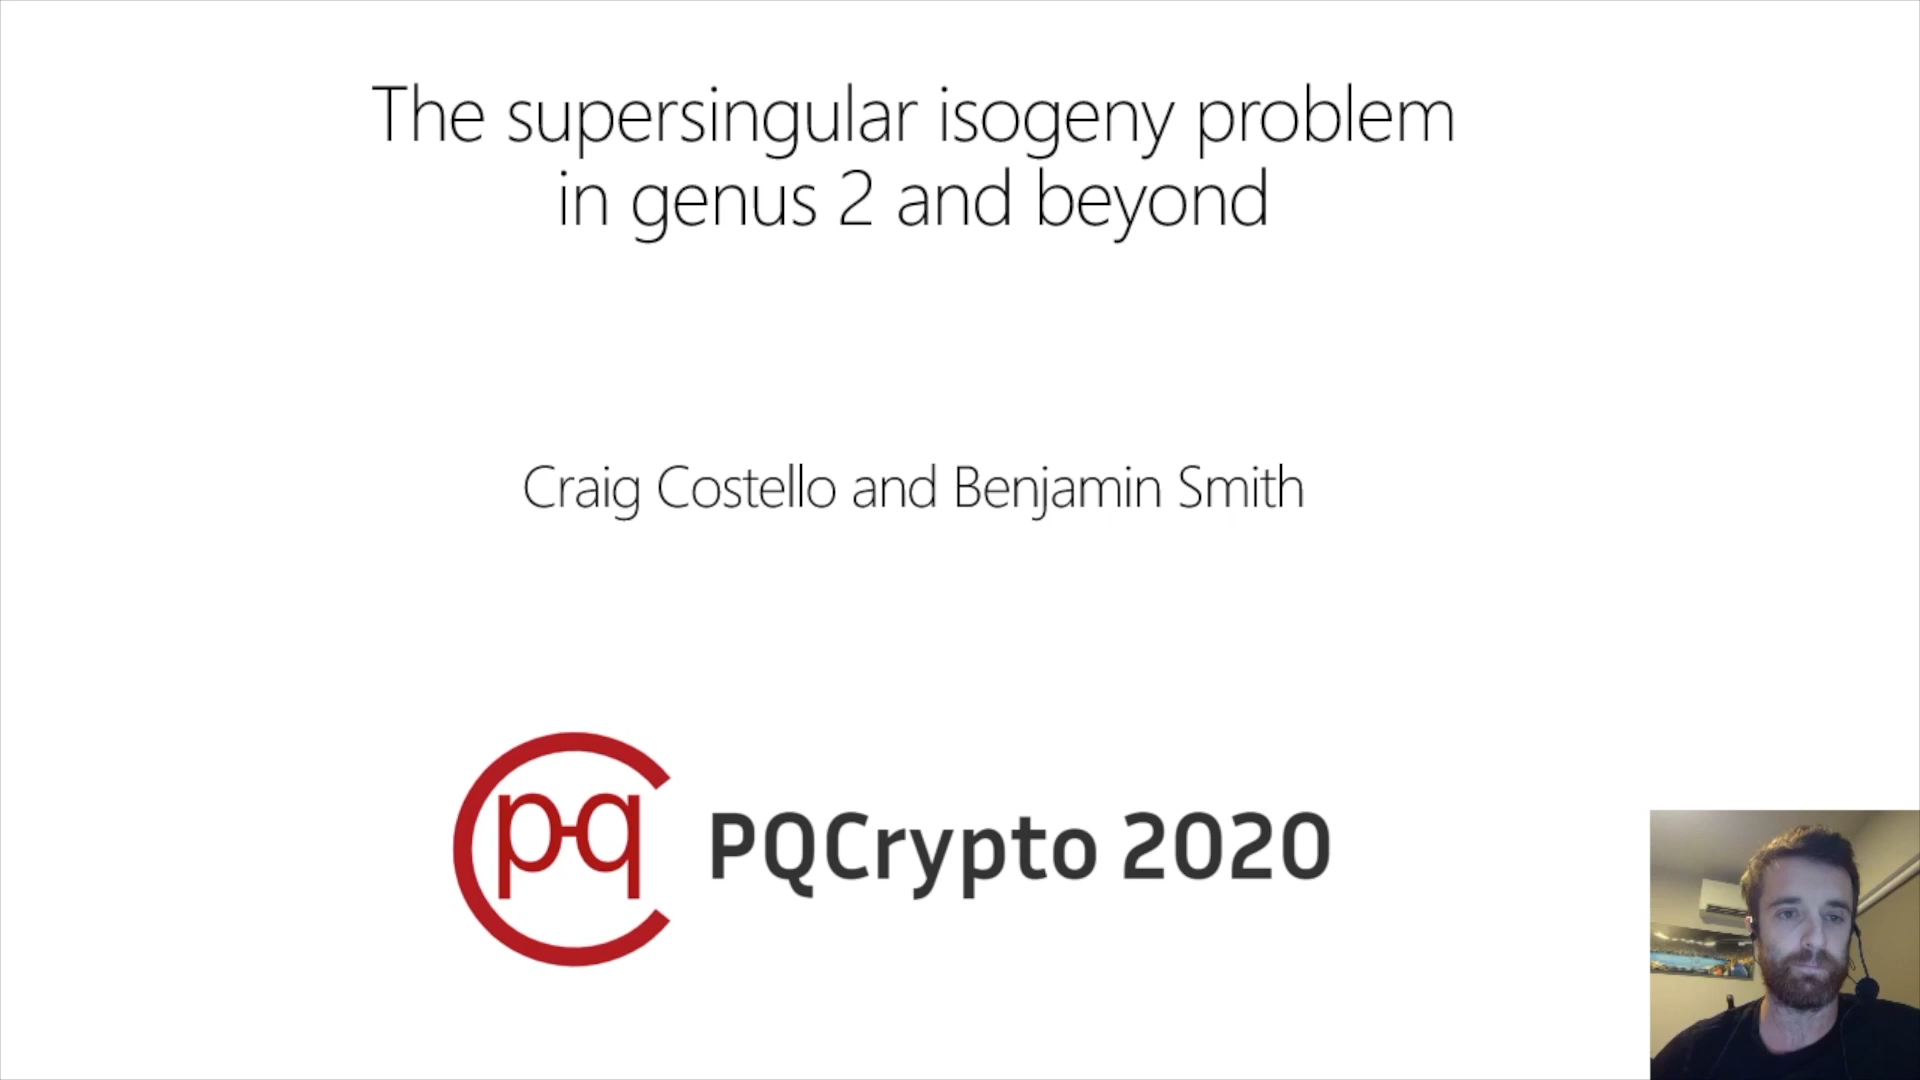 The supersingular isogeny problem
in genus 2 and beyond
Craig Costello and Benjamin Smith
pq
PQCrypto 2020